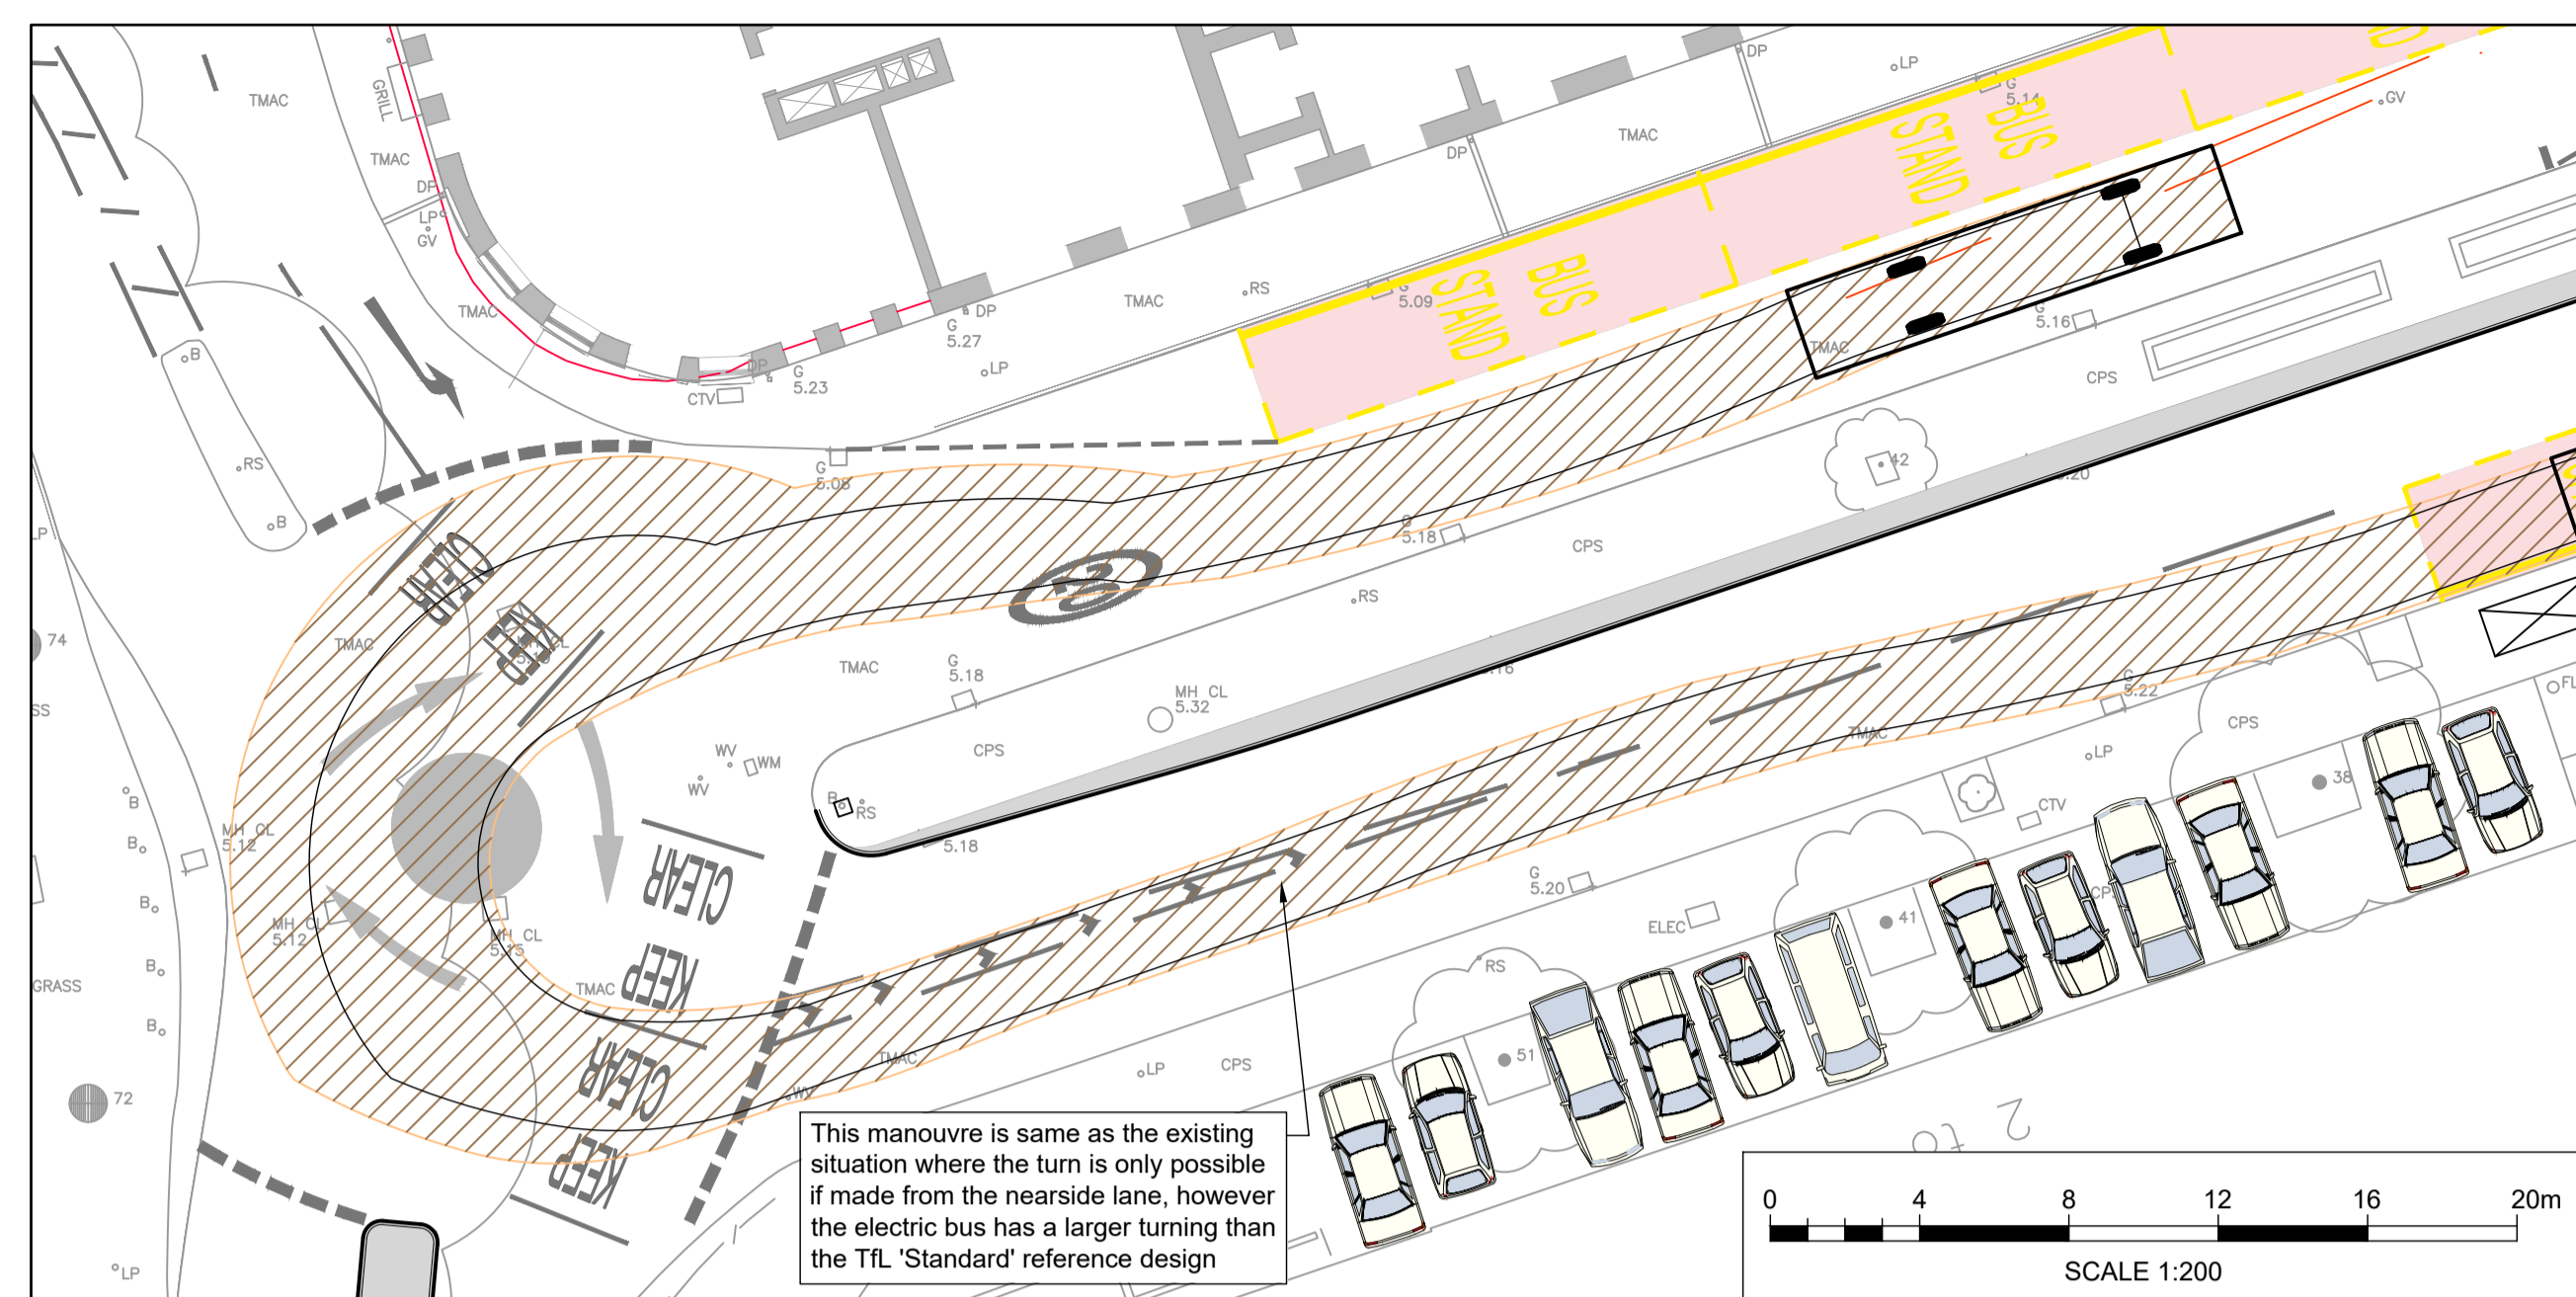 TMAC
GRILL
TMAC
DP
LP
GV
TMAC
DP
CTV
G
5.23
G
5.27
DP
LP
TMAC
RS
G
5.09
DP
TMAC
DP
LP
G
5.14
GV
BUS
STAND
BUS
STAND
G
5.16
TMAC
CPS
B
RS
B
LP
G
5.08
G
5.18
CPS
42
RS
20
CLEAR
KEEP
TMAC
74
MH CL
TMAC
G
5.18
MH CL
5.32
CPS
WV
WM
WV
B
RS
5.18
B
B
B
B
B
MH CL
5.12
MH CL
5.12
MH CL
5.15
GRASS
TMAC
CLEAR
KEEP
CLEAR
KEEP
TMAC
WV
72
LP
LP
CPS
RS
51
G
5.20
ELEC
41
CTV
LP
TMAC
G
5.22
CPS
38
2 to
This manouvre is same as the existing
situation where the turn is only possible
if made from the nearside lane, however
the electric bus has a larger turning than
the TfL 'Standard' reference design
0 4 8 12 16 20m
SCALE 1:200